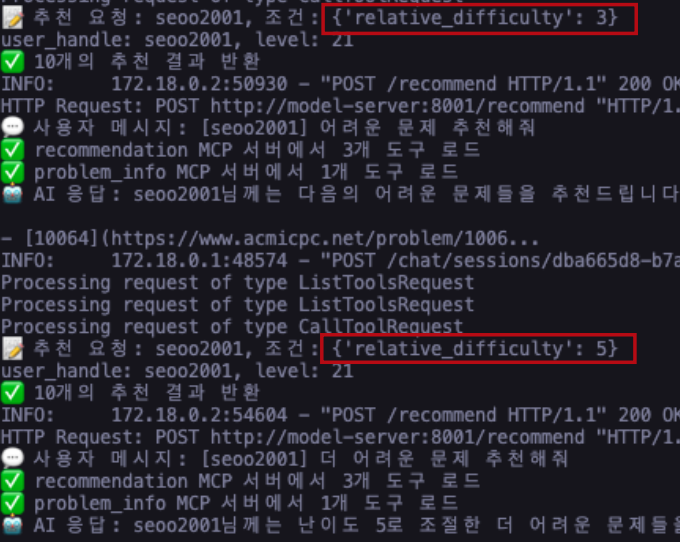 Processing request of type CallToolRequest
📝 추천 요청: seoo2001, 조건: {'relative_difficulty': 3}
user_handle: seoo2001, level: 21
✅ 10개의 추천 결과 반환
INFO: 172.18.0.2:50930 - "POST /recommend HTTP/1.1" 200 OK
HTTP Request: POST http://model-server:8001/recommend "HTTP/1.
💬 사용자 메시지: [seoo2001] 어려운 문제 추천해줘
✅ recommendation MCP 서버에서 3개 도구 로드
✅ problem_info MCP 서버에서 1개 도구 로드
🤖 AI 응답: seoo2001님께는 다음의 어려운 문제들을 추천드립니다
- [10064](https://www.acmicpc.net/problem/1006...
INFO: 172.18.0.1:48574 - "POST /chat/sessions/dba665d8-b7a
Processing request of type ListToolsRequest
Processing request of type ListToolsRequest
Processing request of type CallToolRequest
📝 추천 요청: seoo2001, 조건: {'relative_difficulty': 5}
user_handle: seoo2001, level: 21
✅ 10개의 추천 결과 반환
INFO: 172.18.0.2:54604 - "POST /recommend HTTP/1.1" 200 OK
HTTP Request: POST http://model-server:8001/recommend "HTTP/1.
💬 사용자 메시지: [seoo2001] 더 어려운 문제 추천해줘
✅ recommendation MCP 서버에서 3개 도구 로드
✅ problem_info MCP 서버에서 1개 도구 로드
🤖 AI 응답: seoo2001님께는 난이도 5로 조절한 더 어려운 문제들을